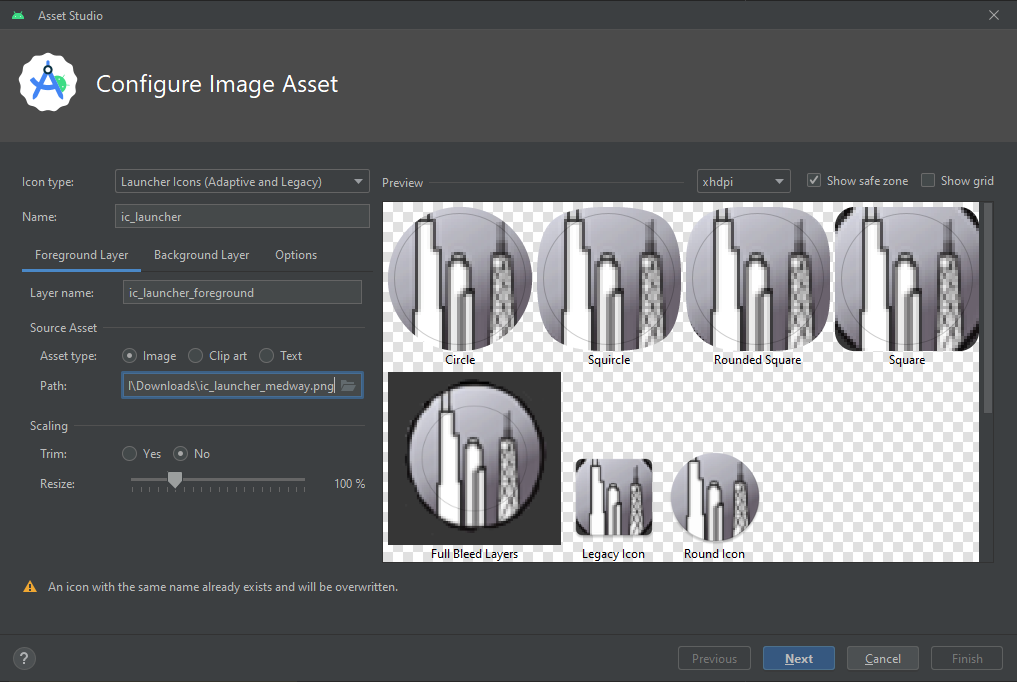 Asset Studio
Configure Image Asset
Icon type: Launcher Icons (Adaptive and Legacy)
Name: ic_launcher
Foreground Layer Background Layer Options
Layer name: ic_launcher_foreground
Source Asset
Asset type: Image Clip art Text
Path: l\Downloads\ic_launcher_medway.png
Scaling
Trim: Yes No
Resize: 100 %
Preview xhdpi Show safe zone Show grid
Circle Squircle Rounded Square Square
Full Bleed Layers Legacy Icon Round Icon
An icon with the same name already exists and will be overwritten.
? Previous Next Cancel Finish